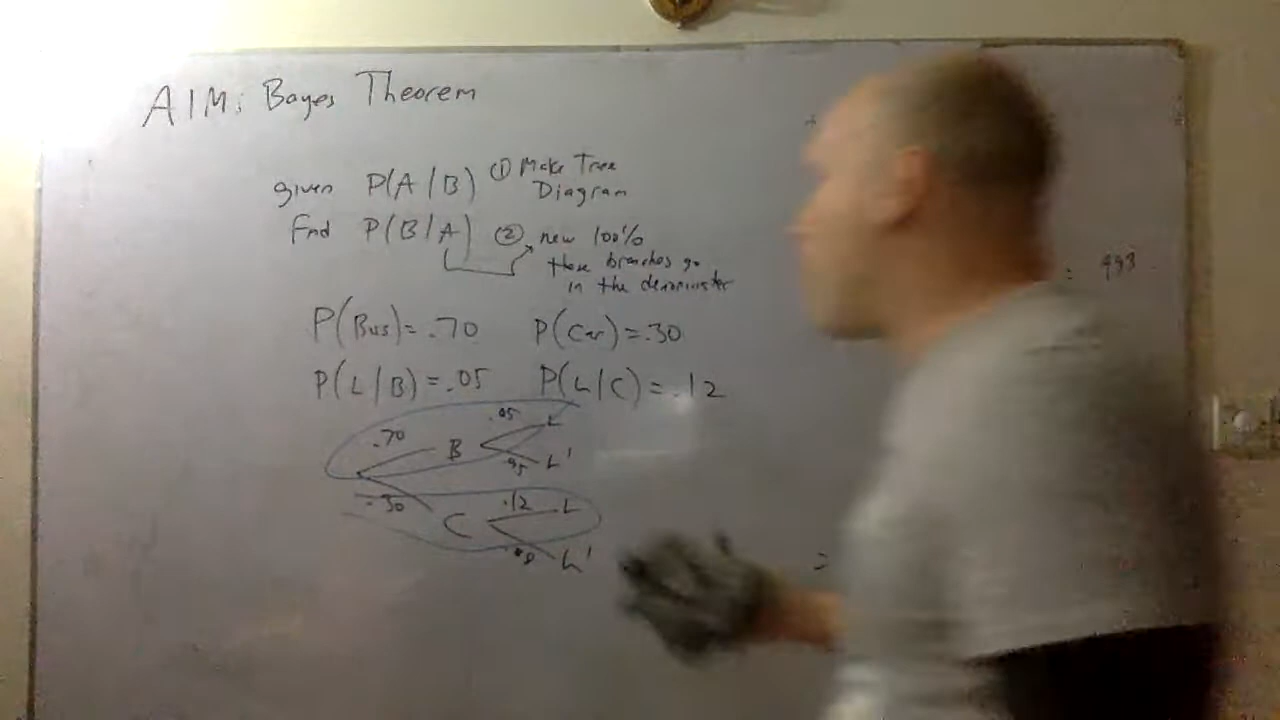 AIM: Bayes Theorem
given P(A/B) ① Make Tree
Diagram
Find P(B/A) ② new 100%
these branches go
in the denominator
P(Bus)=.70 P(Car)=.30
P(L/B)=.05 P(L/C)=.12
.05 L
.70 B
.95 L'
.30 .12 L
C
L'
= 993
=